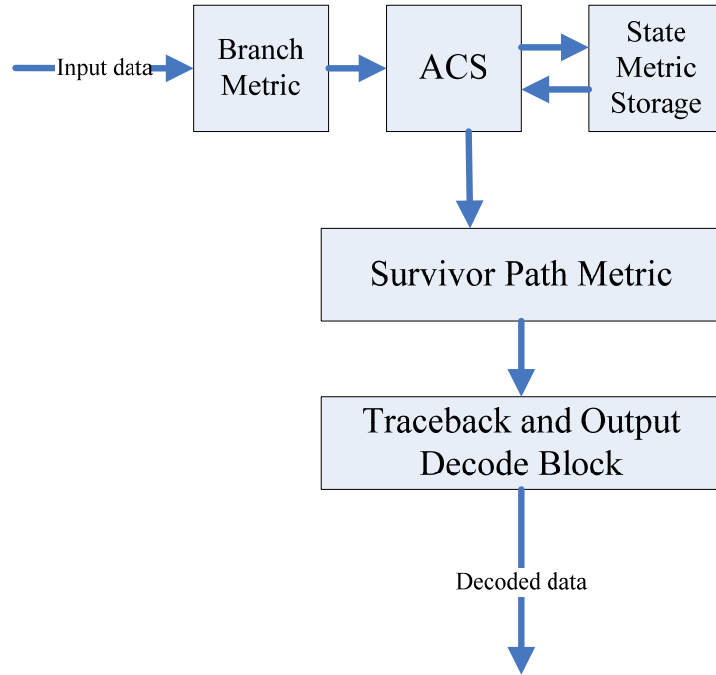 Input data
Branch
Metric
ACS
State
Metric
Storage
Survivor Path Metric
Traceback and Output
Decode Block
Decoded data